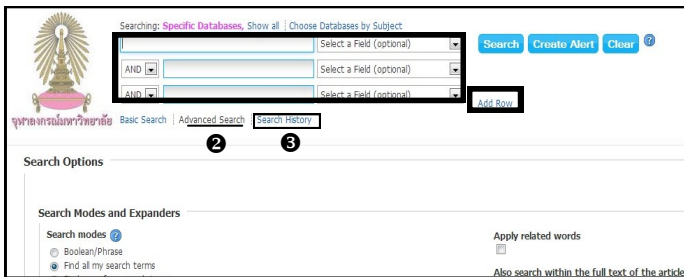 Searching: Specific Databases, Show all | Choose Databases by Subject
Select a Field (optional) Search Create Alert Clear ?
AND Select a Field (optional)
AND Select a Field (optional) Add Row
จุฬาลงกรณ์มหาวิทยาลัย Basic Search | Advanced Search | Search History
❷ ❸
Search Options
Search Modes and Expanders
Search modes ? Apply related words
Boolean/Phrase
Find all my search terms Also search within the full text of the article